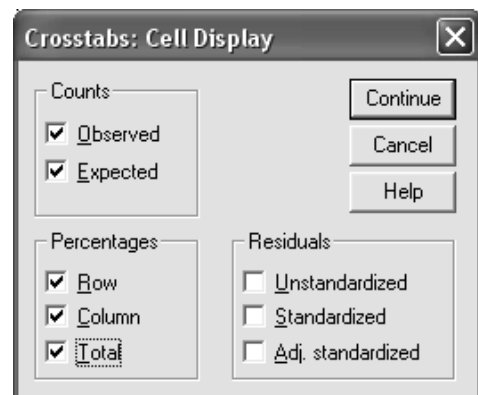 Crosstabs: Cell Display
Counts
Observed
Expected
Continue
Cancel
Help
Percentages
Row
Column
Total
Residuals
Unstandardized
Standardized
Adj. standardized